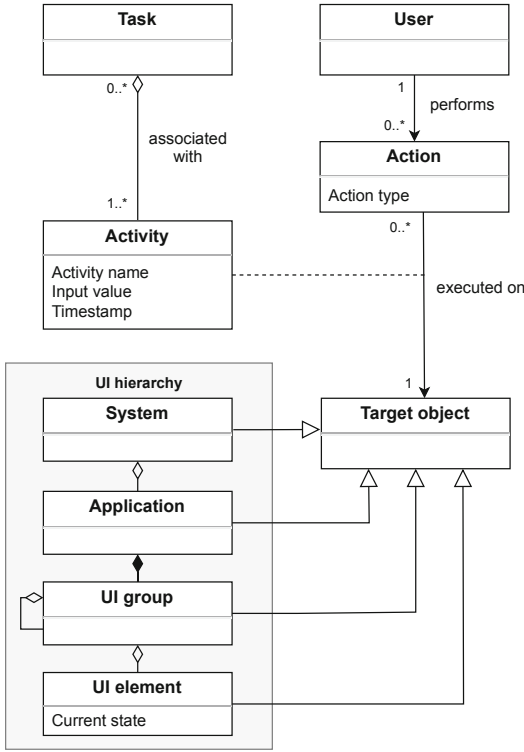 Task
User
0..*
1
performs
associated
with
0..*
Action
Action type
1..*
0..*
Activity
Activity name
Input value
Timestamp
executed on
UI hierarchy
1
System
Target object
Application
UI group
UI element
Current state